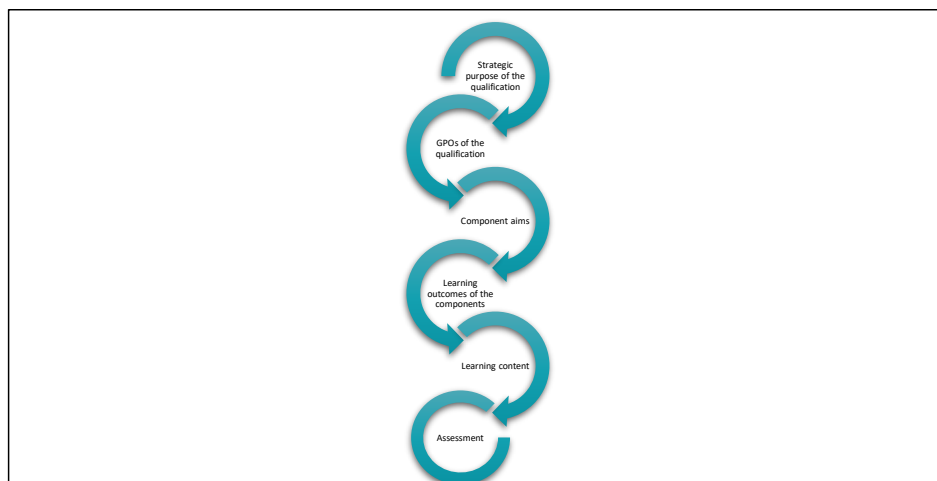 Strategic
purpose of the
qualification
GPOs of the
qualification
Component aims
Learning
outcomes of the
components
Learning content
Assessment